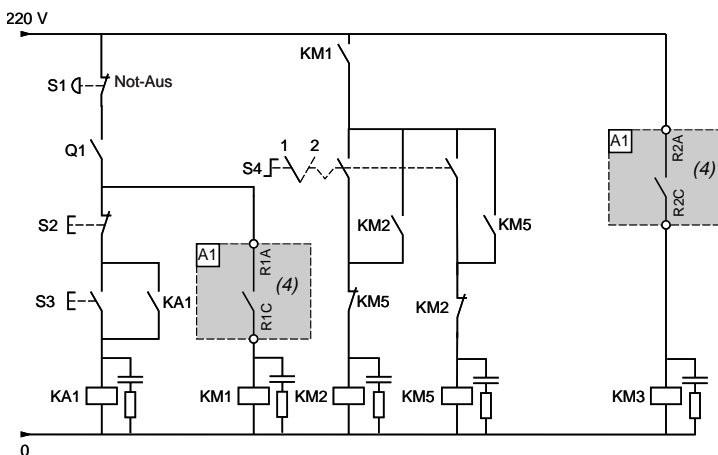 220 V
KM1
S1
Not-Aus
1
2
A1
R2A
(4)
R2C
Q1
S4
S2
KM2
KM5
A1
R1A
(4)
R1C
S3
KA1
KM5
KM2
KA1
KM1
KM2
KM5
KM3
0